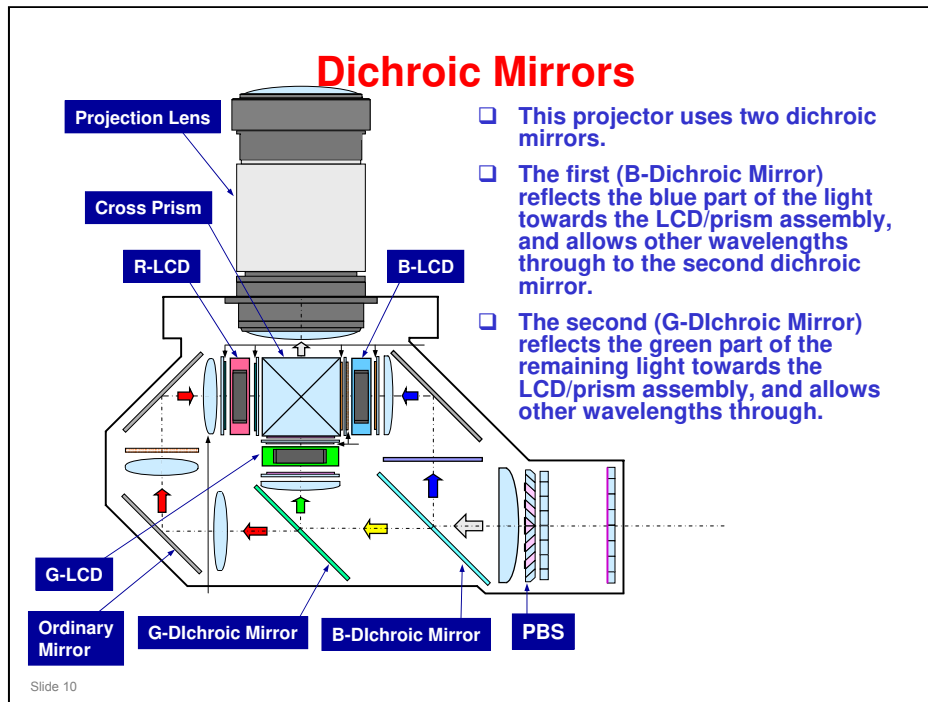 Dichroic Mirrors
Projection Lens
Cross Prism
R-LCD
B-LCD
❑ This projector uses two dichroic
mirrors.
❑ The first (B-Dichroic Mirror)
reflects the blue part of the light
towards the LCD/prism assembly,
and allows other wavelengths
through to the second dichroic
mirror.
❑ The second (G-DIchroic Mirror)
reflects the green part of the
remaining light towards the
LCD/prism assembly, and allows
other wavelengths through.
G-LCD
Ordinary
Mirror
G-DIchroic Mirror
B-DIchroic Mirror
PBS
Slide 10